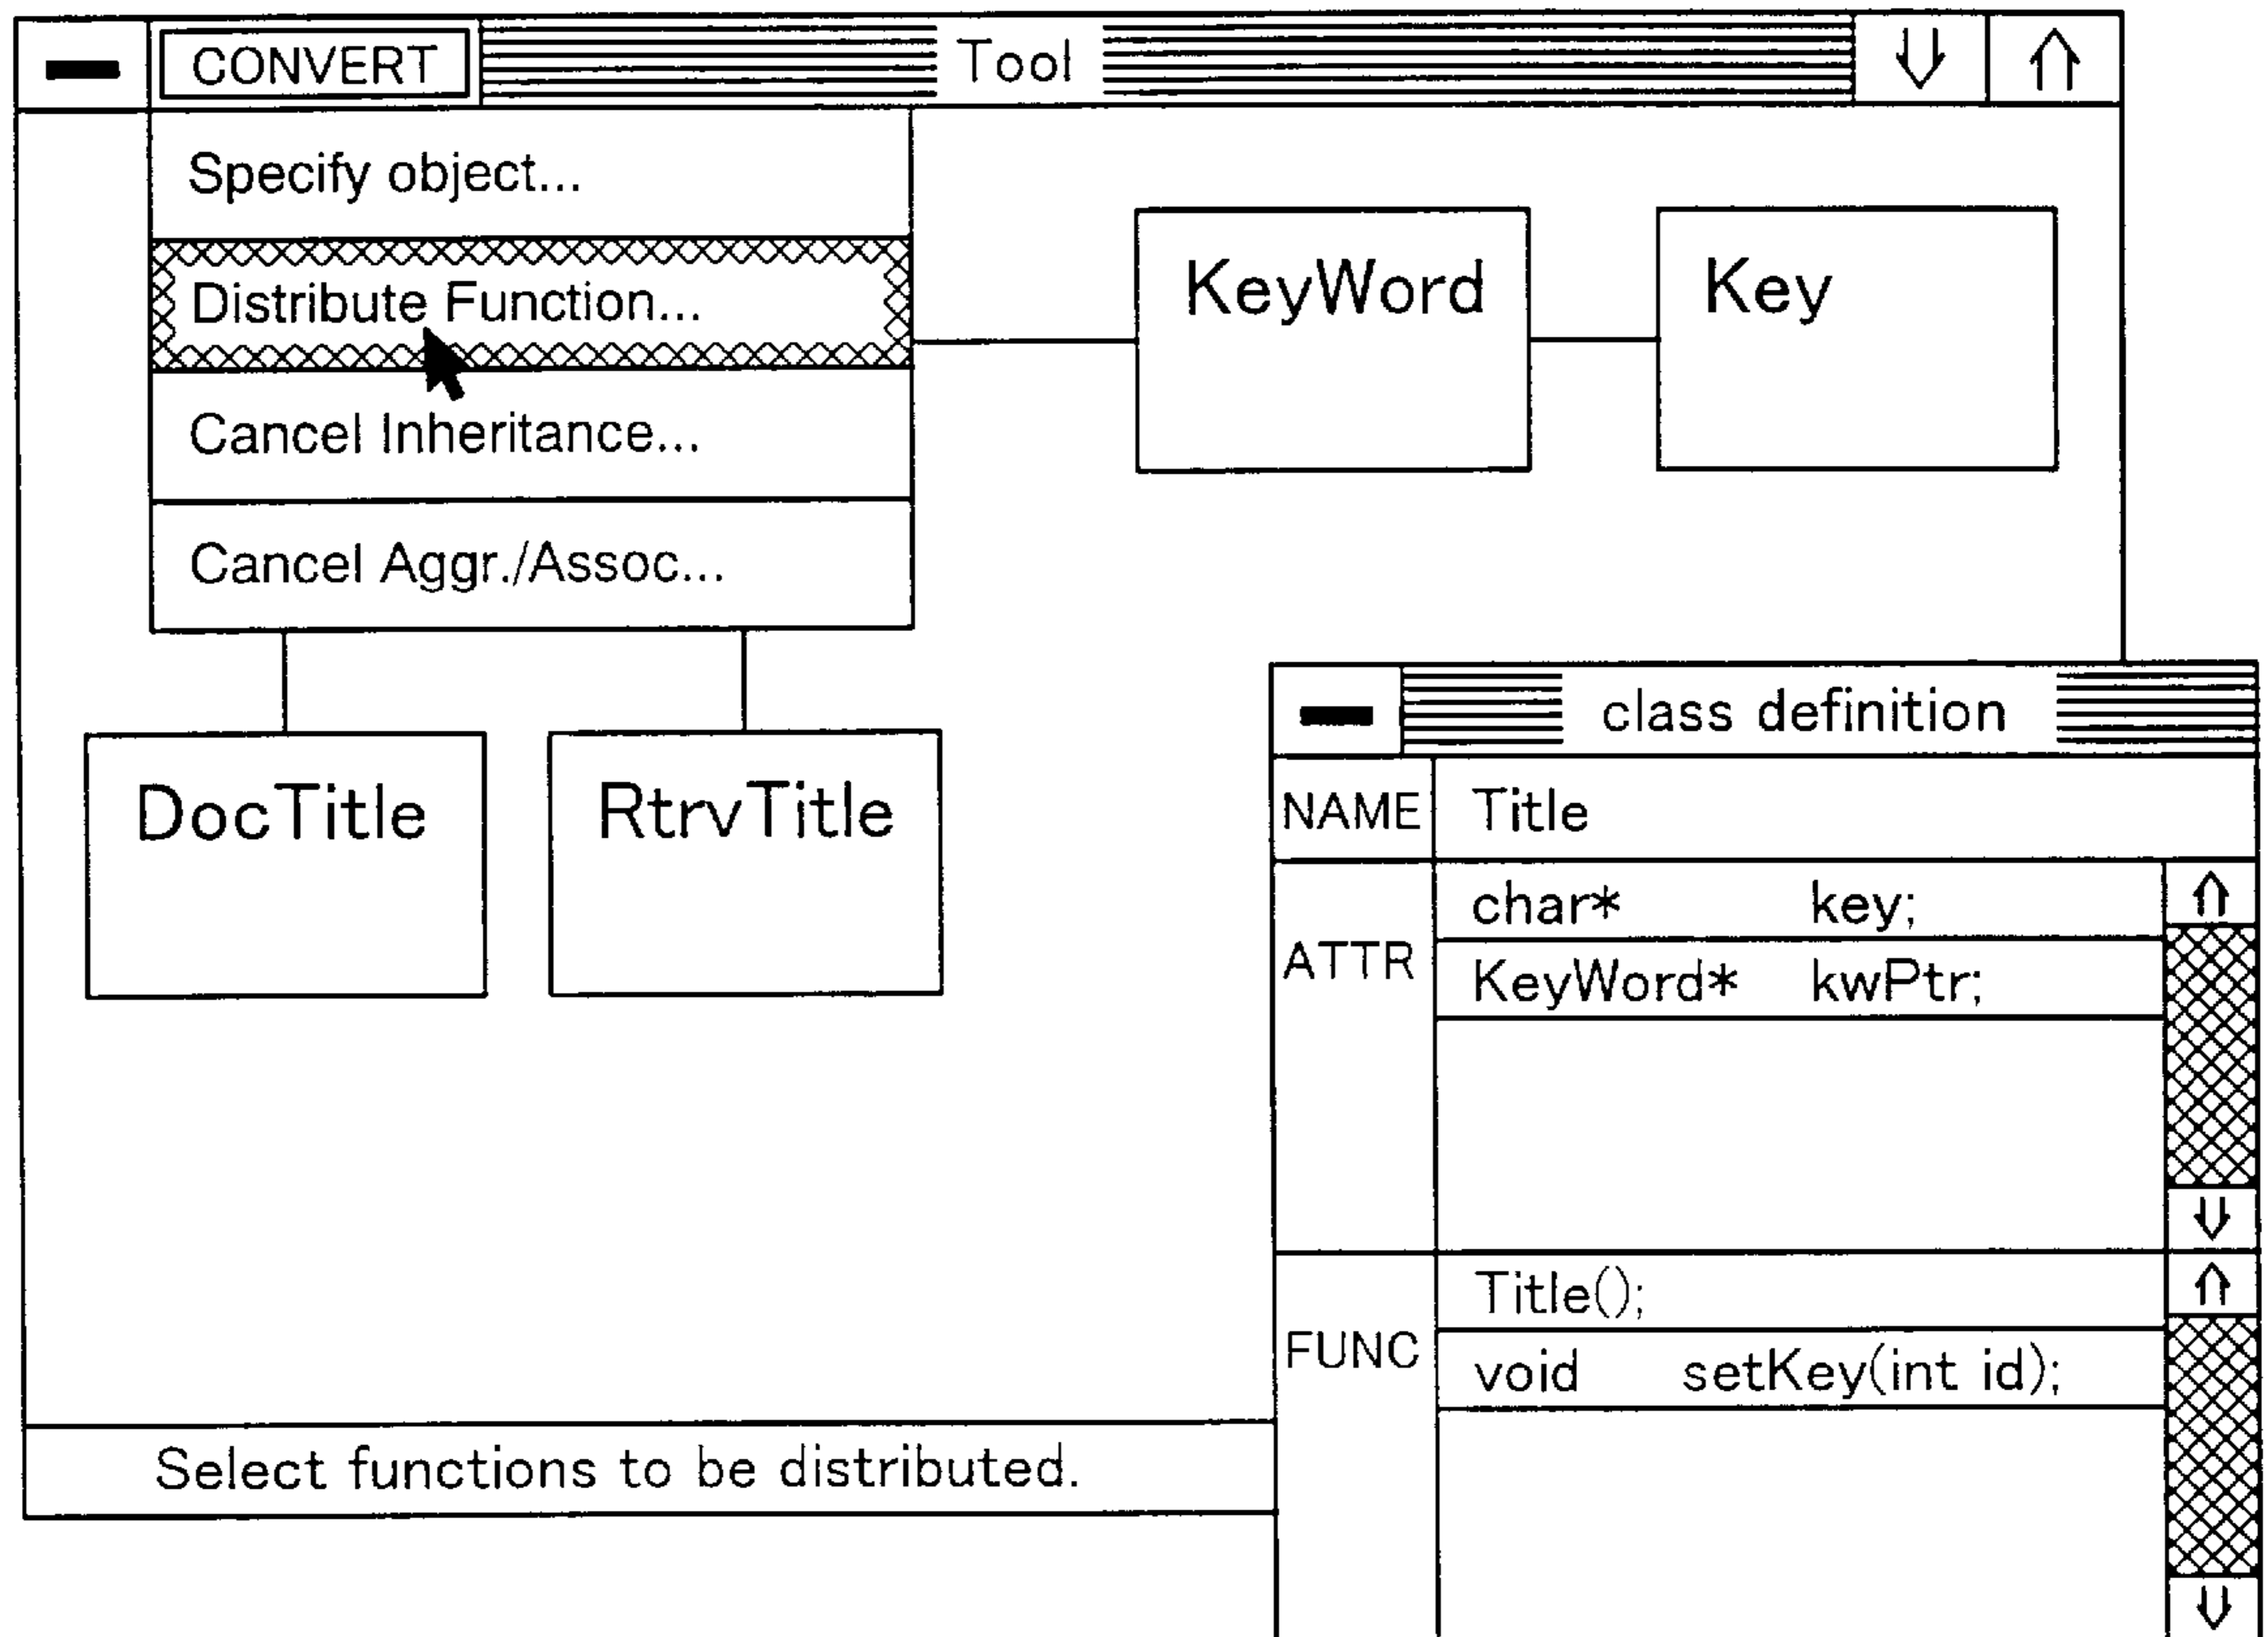 CONVERT Tool
Specify object...
Distribute Function...
Cancel Inheritance...
Cancel Aggr./Assoc...
KeyWord
Key
DocTitle
RtrvTitle
Select functions to be distributed.
class definition
NAME Title
ATTR
char* key;
KeyWord* kwPtr;
FUNC
Title();
void setKey(int id);